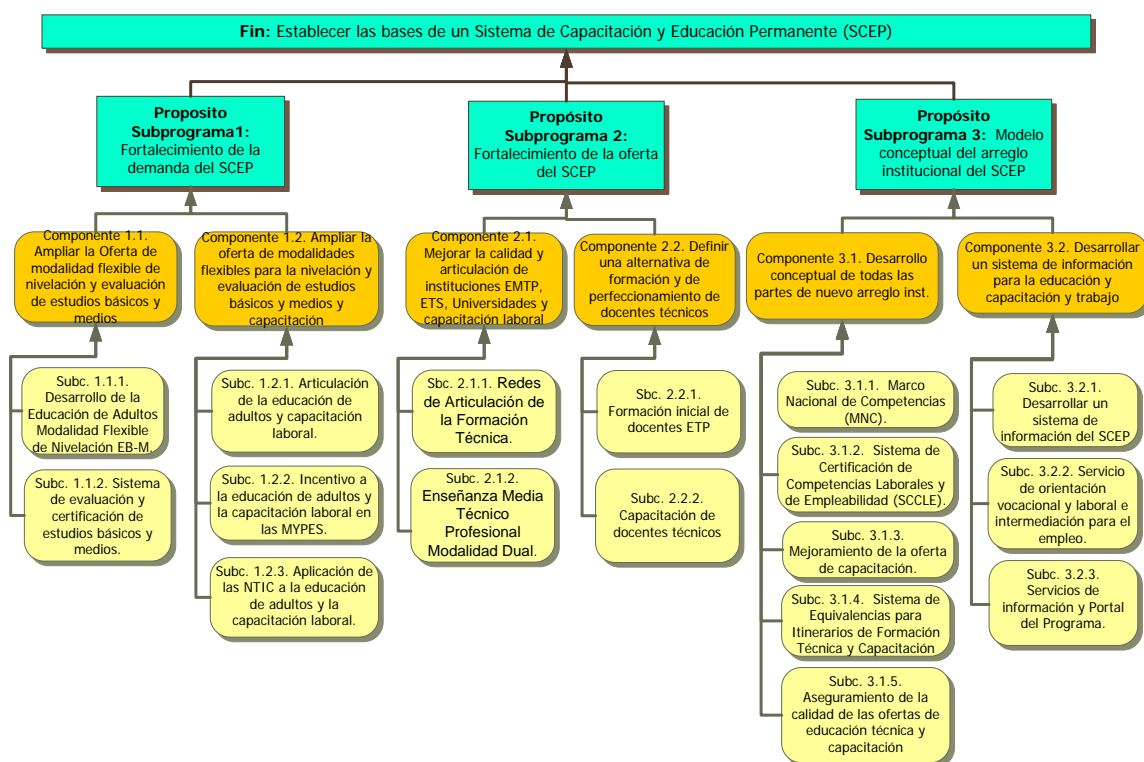 Fin: Establecer las bases de un Sistema de Capacitación y Educación Permanente (SCEP)
Proposito
Subprograma1:
Fortalecimiento de la
demanda del SCEP
Propósito
Subprograma 2:
Fortalecimiento de la oferta
del SCEP
Propósito
Subprograma 3: Modelo
conceptual del arreglo
institucional del SCEP
Componente 1.1.
Ampliar la Oferta de
modalidad flexible de
nivelación y evaluación
de estudios básicos y
medios
Componente 1.2. Ampliar la
oferta de modalidades
flexibles para la nivelación y
evaluación de estudios
básicos y medios y
capacitación
Componente 2.1.
Mejorar la calidad y
articulación de
instituciones EMTP,
ETS, Universidades y
capacitación laboral
Componente 2.2. Definir
una alternativa de
formación y de
perfeccionamiento de
docentes técnicos
Componente 3.1. Desarrollo
conceptual de todas las
partes de nuevo arreglo inst.
Componente 3.2. Desarrollar
un sistema de información
para la educación
y capacitación y trabajo
Subc. 1.1.1.
Desarrollo de la
Educación de Adultos
Modalidad Flexible
de Nivelación EB-M.
Subc. 1.1.2. Sistema
de evaluación y
certificación de
estudios básicos y
medios.
Subc. 1.2.1. Articulación
de la educación de
adultos y capacitación
laboral.
Subc. 1.2.2. Incentivo a
la educación de adultos y
la capacitación laboral en
las MYPES.
Subc. 1.2.3. Aplicación de
las NTIC a la educación
de adultos y la
capacitación laboral.
Sbc. 2.1.1. Redes
de Articulación de
la Formación
Técnica.
Subc. 2.1.2.
Enseñanza Media
Técnico
Profesional
Modalidad Dual.
Sbc. 2.2.1.
Formación inicial de
docentes ETP
Subc. 2.2.2.
Capacitación de
docentes técnicos
Subc. 3.1.1. Marco
Nacional de Competencias
(MNC).
Subc. 3.1.2. Sistema de
Certificación de
Competencias Laborales y
de Empleabilidad (SCCLE).
Subc. 3.1.3.
Mejoramiento de la oferta
de capacitación.
Subc. 3.1.4. Sistema de
Equivalencias para
Itinerarios de Formación
Técnica y Capacitación
Subc. 3.1.5.
Aseguramiento de la
calidad de las ofertas de
educación técnica y
capacitación
Subc. 3.2.1.
Desarrollar un
sistema de
información del SCEP
Subc. 3.2.2. Servicio
de orientación
vocacional y laboral e
intermediación para el
empleo.
Subc. 3.2.3.
Servicios de
información y Portal
del Programa.